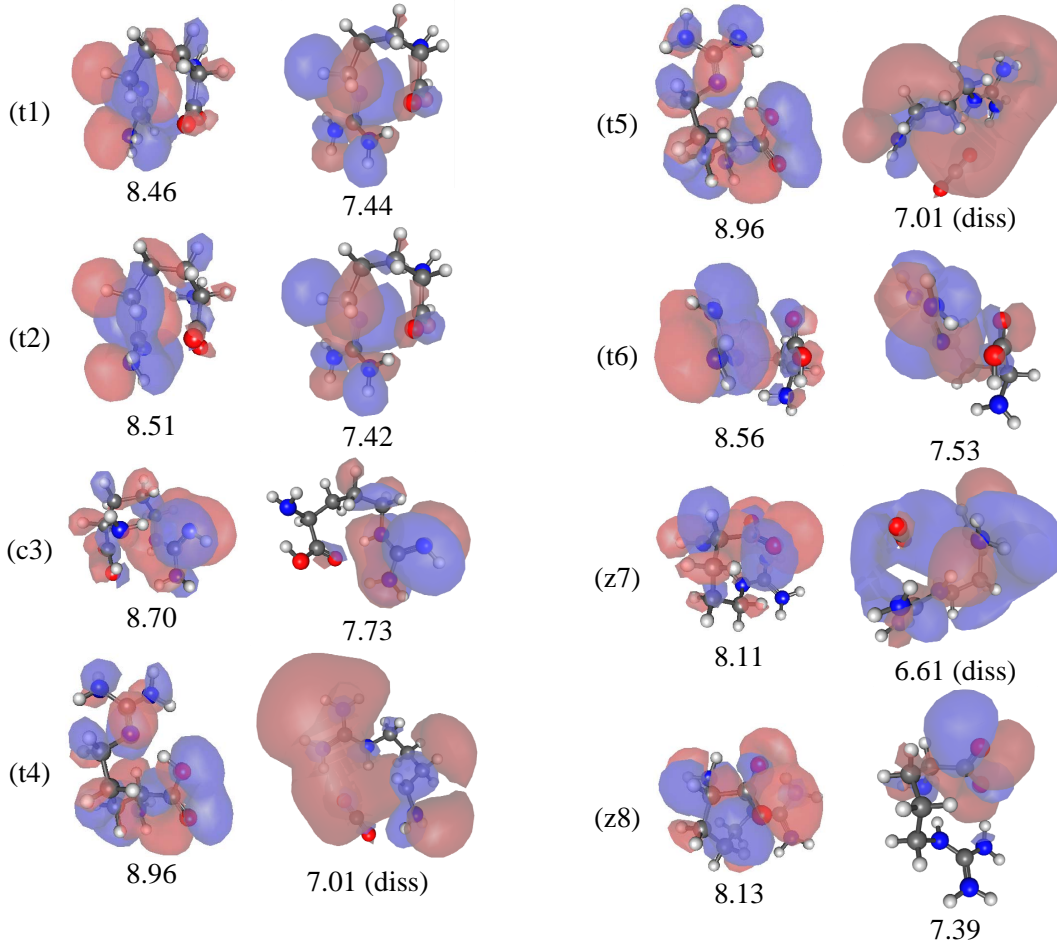 (t1)
8.46
7.44
(t2)
8.51
7.42
(c3)
8.70
7.73
(t4)
8.96
7.01 (diss)
(t5)
8.96
7.01 (diss)
(t6)
8.56
7.53
(z7)
8.11
6.61 (diss)
(z8)
8.13
7.39